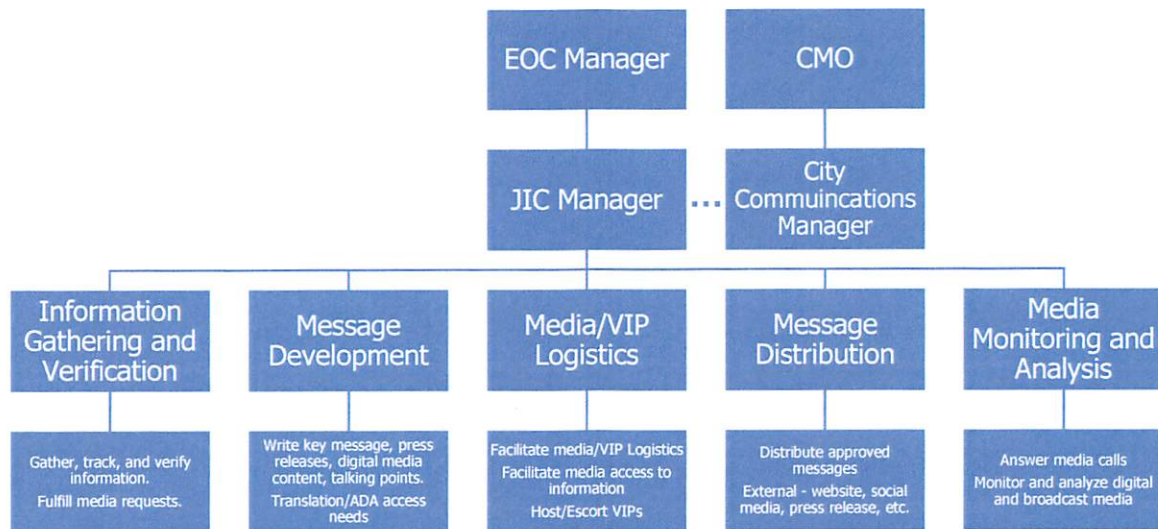 EOC Manager
CMO
JIC Manager
...
City
Commuincations
Manager
Information
Gathering and
Verification
Message
Development
Media/VIP
Logistics
Message
Distribution
Media
Monitoring and
Analysis
Gather, track, and verify
information.
Fulfill media requests.
Write key message, press
releases, digital media
content, talking points.
Translation/ADA access
needs
Facilitate media/VIP Logistics
Facilitate media access to
information
Host/Escort VIPs
Distribute approved
messages
External - website, social
media, press release, etc.
Answer media calls
Monitor and analyze digital
and broadcast media